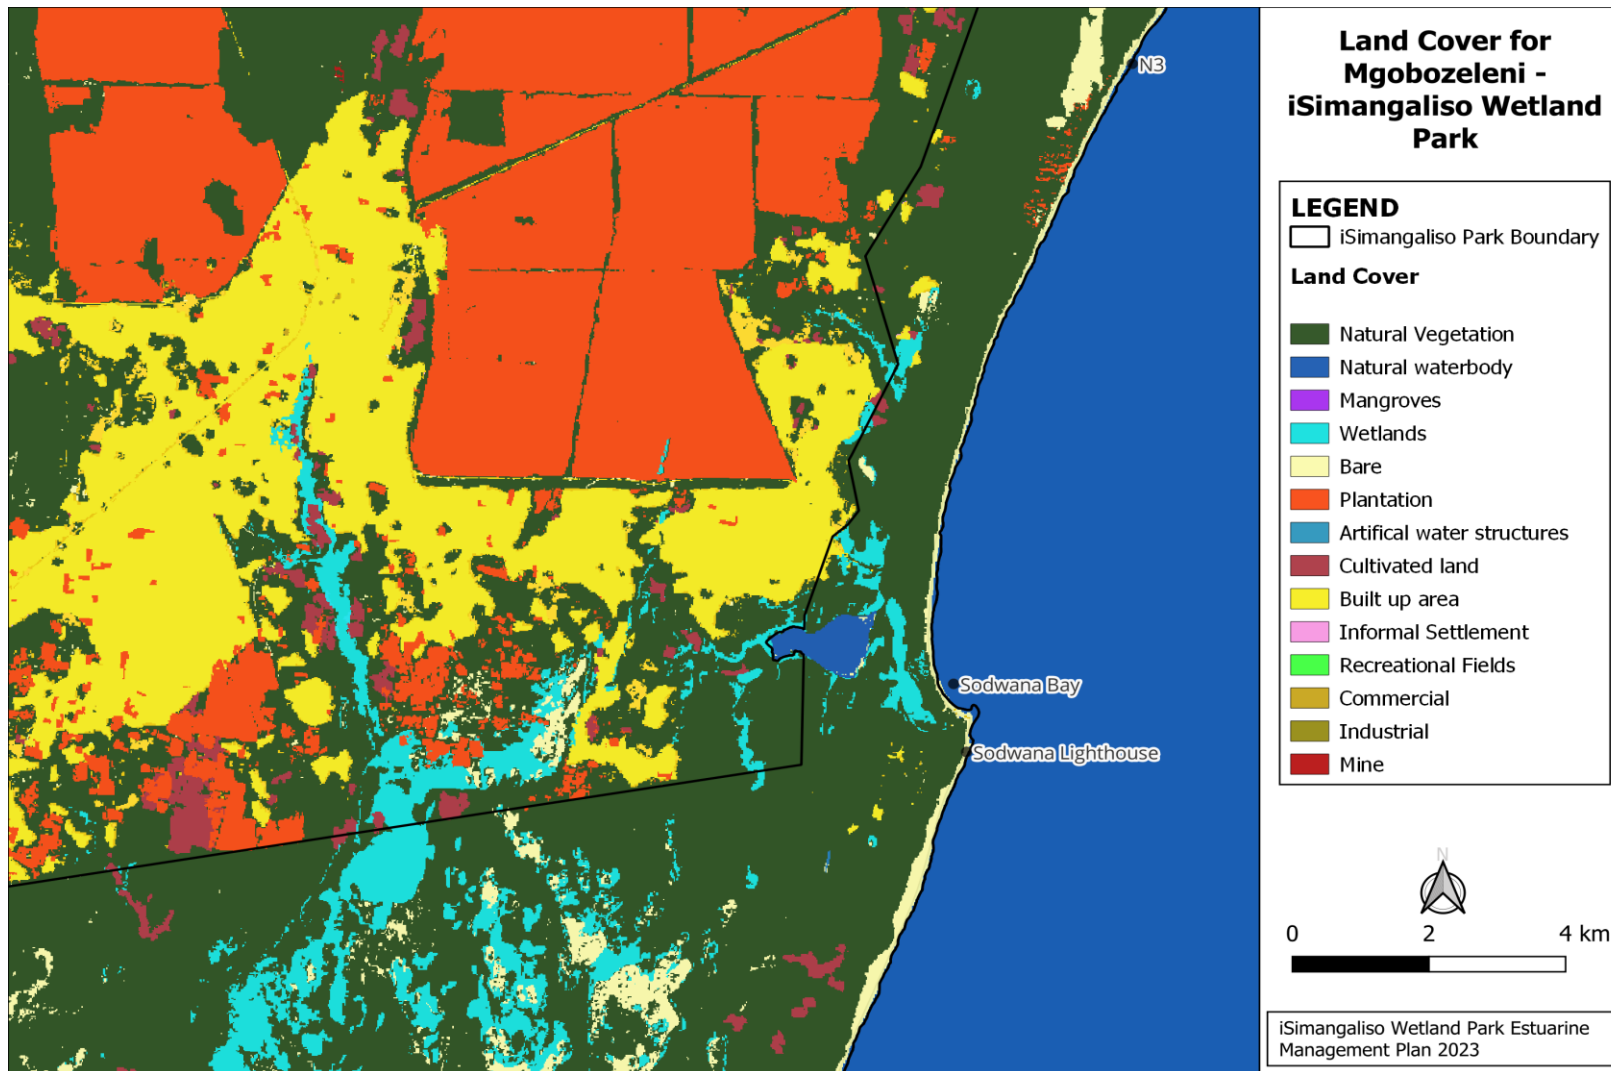 Land Cover for
Mgobozeleni -
iSimangaliso Wetland
Park
LEGEND
iSimangaliso Park Boundary
Land Cover
Natural Vegetation
Natural waterbody
Mangroves
Wetlands
Bare
Plantation
Artifical water structures
Cultivated land
Built up area
Informal Settlement
Recreational Fields
Commercial
Industrial
Mine
N3
Sodwana Bay
Sodwana Lighthouse
N
0 2 4 km
iSimangaliso Wetland Park Estuarine
Management Plan 2023